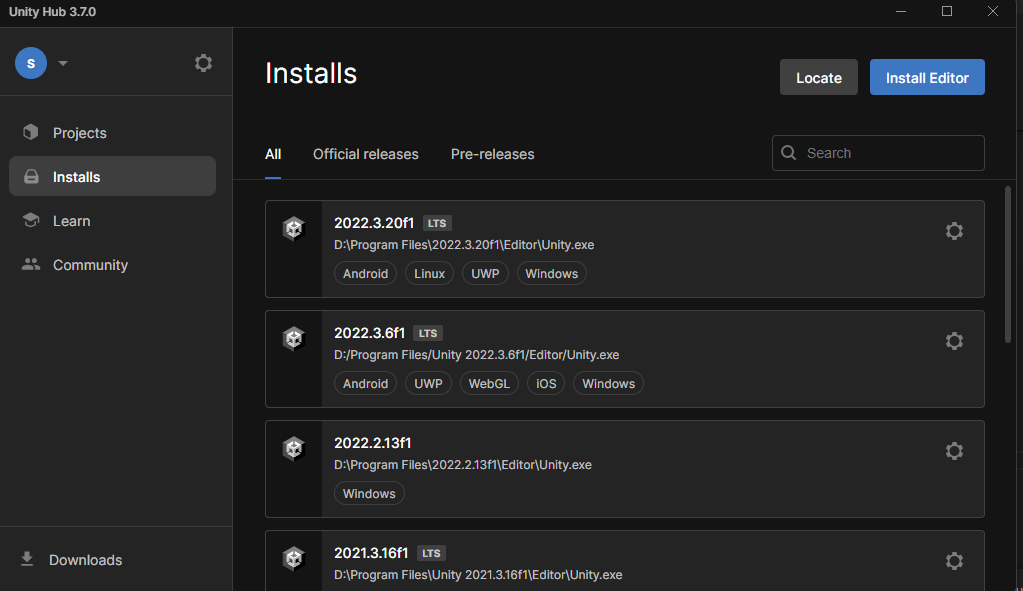 Unity Hub 3.7.0
S
Projects
Installs
Learn
Community
Downloads
Installs
Locate
Install Editor
All
Official releases
Pre-releases
Search
2022.3.20f1 LTS
D:\Program Files\2022.3.20f1\Editor\Unity.exe
Android Linux UWP Windows
2022.3.6f1 LTS
D:/Program Files/Unity 2022.3.6f1/Editor/Unity.exe
Android UWP WebGL iOS Windows
2022.2.13f1
D:\Program Files\2022.2.13f1\Editor\Unity.exe
Windows
2021.3.16f1 LTS
D:\Program Files\Unity 2021.3.16f1\Editor\Unity.exe